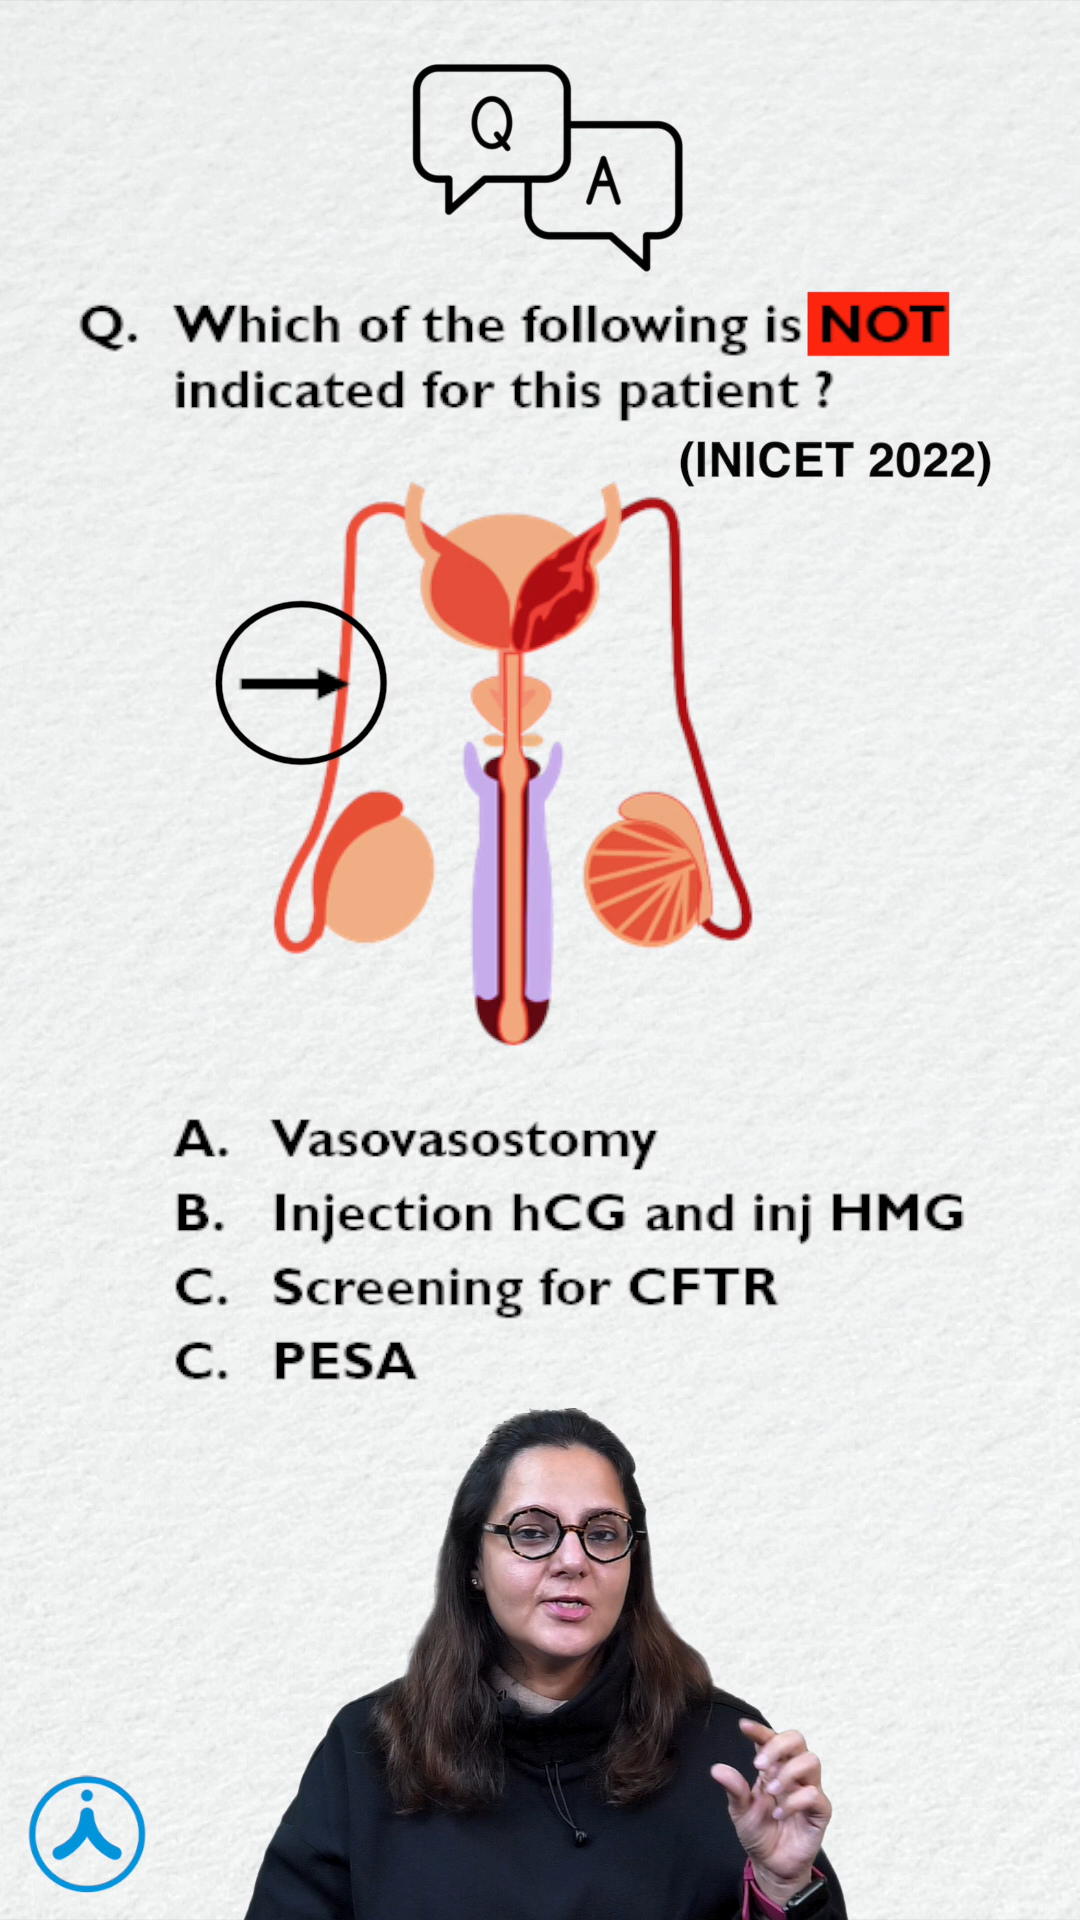 Q
A
Q. Which of the following is NOT
indicated for this patient ?
(INICET 2022)
A. Vasovasostomy
B. Injection hCG and inj HMG
C. Screening for CFTR
C. PESA